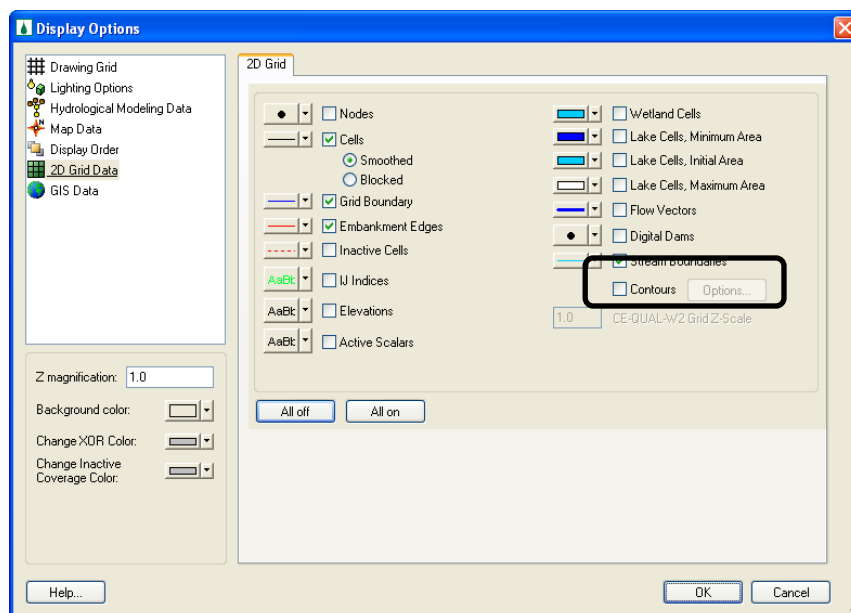 Display Options
Drawing Grid
Lighting Options
Hydrological Modeling Data
Map Data
Display Order
2D Grid Data
GIS Data
Z magnification: 1.0
Background color:
Change XOR Color:
Change Inactive
Coverage Color:
2D Grid
Nodes
Cells
Smoothed
Blocked
Grid Boundary
Embankment Edges
Inactive Cells
AaBb IJ Indices
AaBb Elevations
AaBb Active Scalars
Wetland Cells
Lake Cells, Minimum Area
Lake Cells, Initial Area
Lake Cells, Maximum Area
Flow Vectors
Digital Dams
Stream Boundaries
Contours Options...
1.0 CE-QUAL-W2 Grid Z-Scale
All off All on
Help... OK Cancel